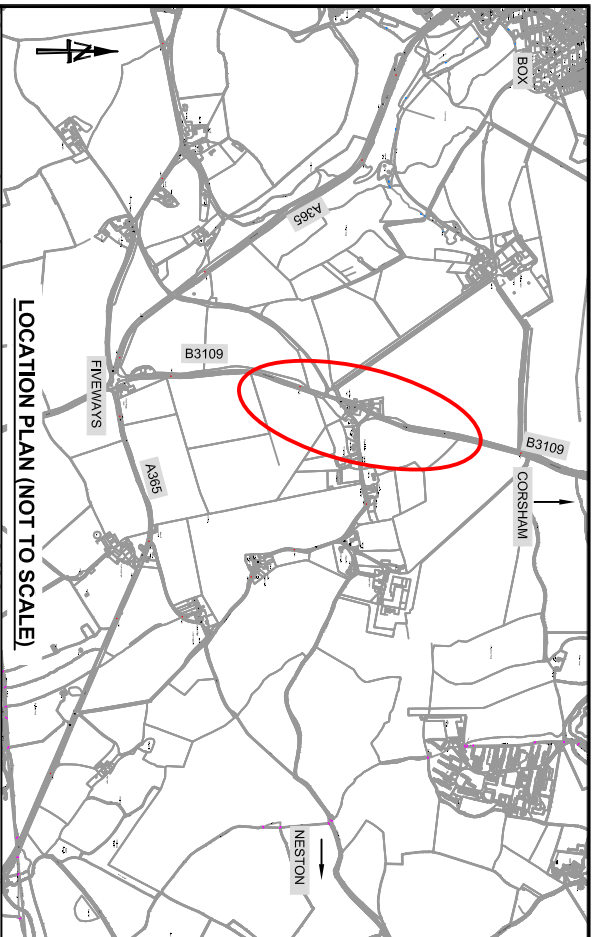 BOX
A365
B3109
B3109
CORSHAM
FIVEWAYS
A365
NESTON
LOCATION PLAN (NOT TO SCALE)
N